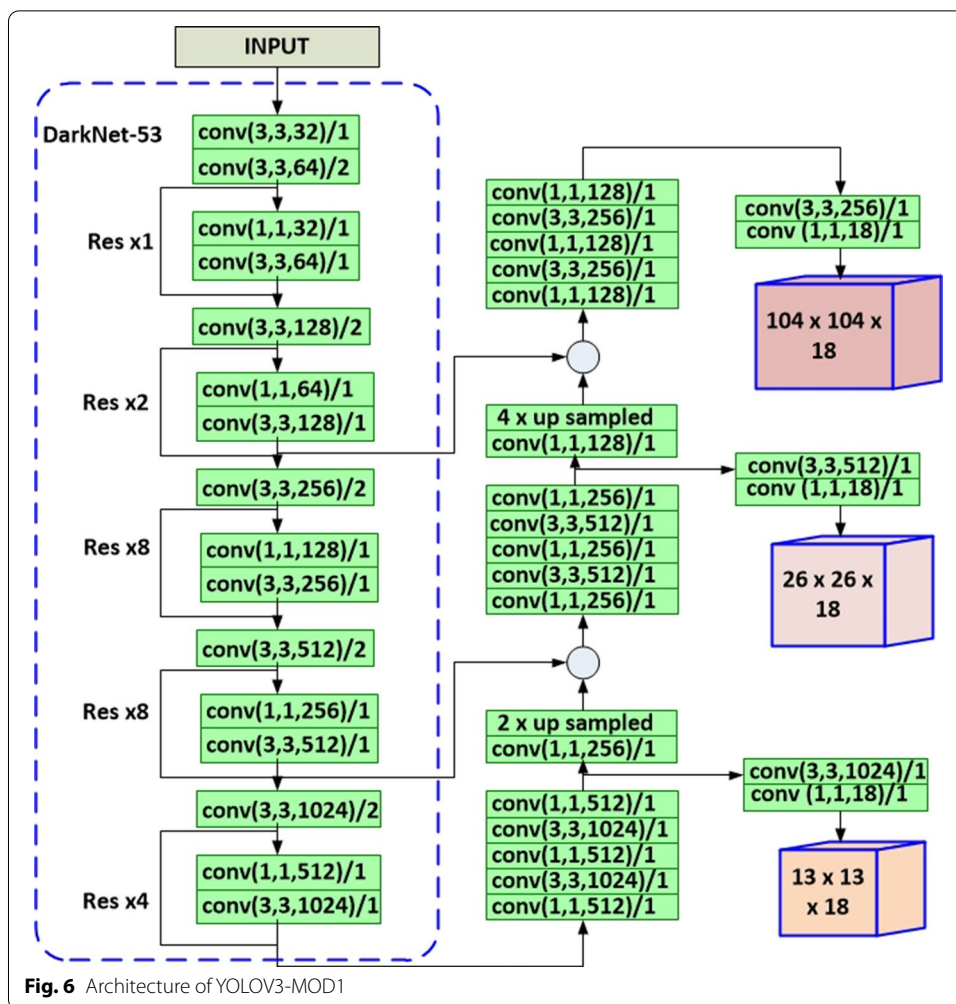 INPUT
DarkNet-53
conv(3,3,32)/1
conv(3,3,64)/2
Res x1
conv(1,1,32)/1
conv(3,3,64)/1
conv(3,3,128)/2
Res x2
conv(1,1,64)/1
conv(3,3,128)/1
conv(3,3,256)/2
Res x8
conv(1,1,128)/1
conv(3,3,256)/1
conv(3,3,512)/2
Res x8
conv(1,1,256)/1
conv(3,3,512)/1
conv(3,3,1024)/2
Res x4
conv(1,1,512)/1
conv(3,3,1024)/1
conv(1,1,128)/1
conv(3,3,256)/1
conv(1,1,128)/1
conv(3,3,256)/1
conv(1,1,128)/1
4 x up sampled
conv(1,1,128)/1
conv(1,1,256)/1
conv(3,3,512)/1
conv(1,1,256)/1
conv(3,3,512)/1
conv(1,1,256)/1
2 x up sampled
conv(1,1,256)/1
conv(1,1,512)/1
conv(3,3,1024)/1
conv(1,1,512)/1
conv(3,3,1024)/1
conv(1,1,512)/1
conv(3,3,256)/1
conv (1,1,18)/1
104 x 104 x
18
conv(3,3,512)/1
conv (1,1,18)/1
26 x 26 x
18
conv(3,3,1024)/1
conv (1,1,18)/1
13 x 13
x 18
Fig. 6 Architecture of YOLOV3-MOD1